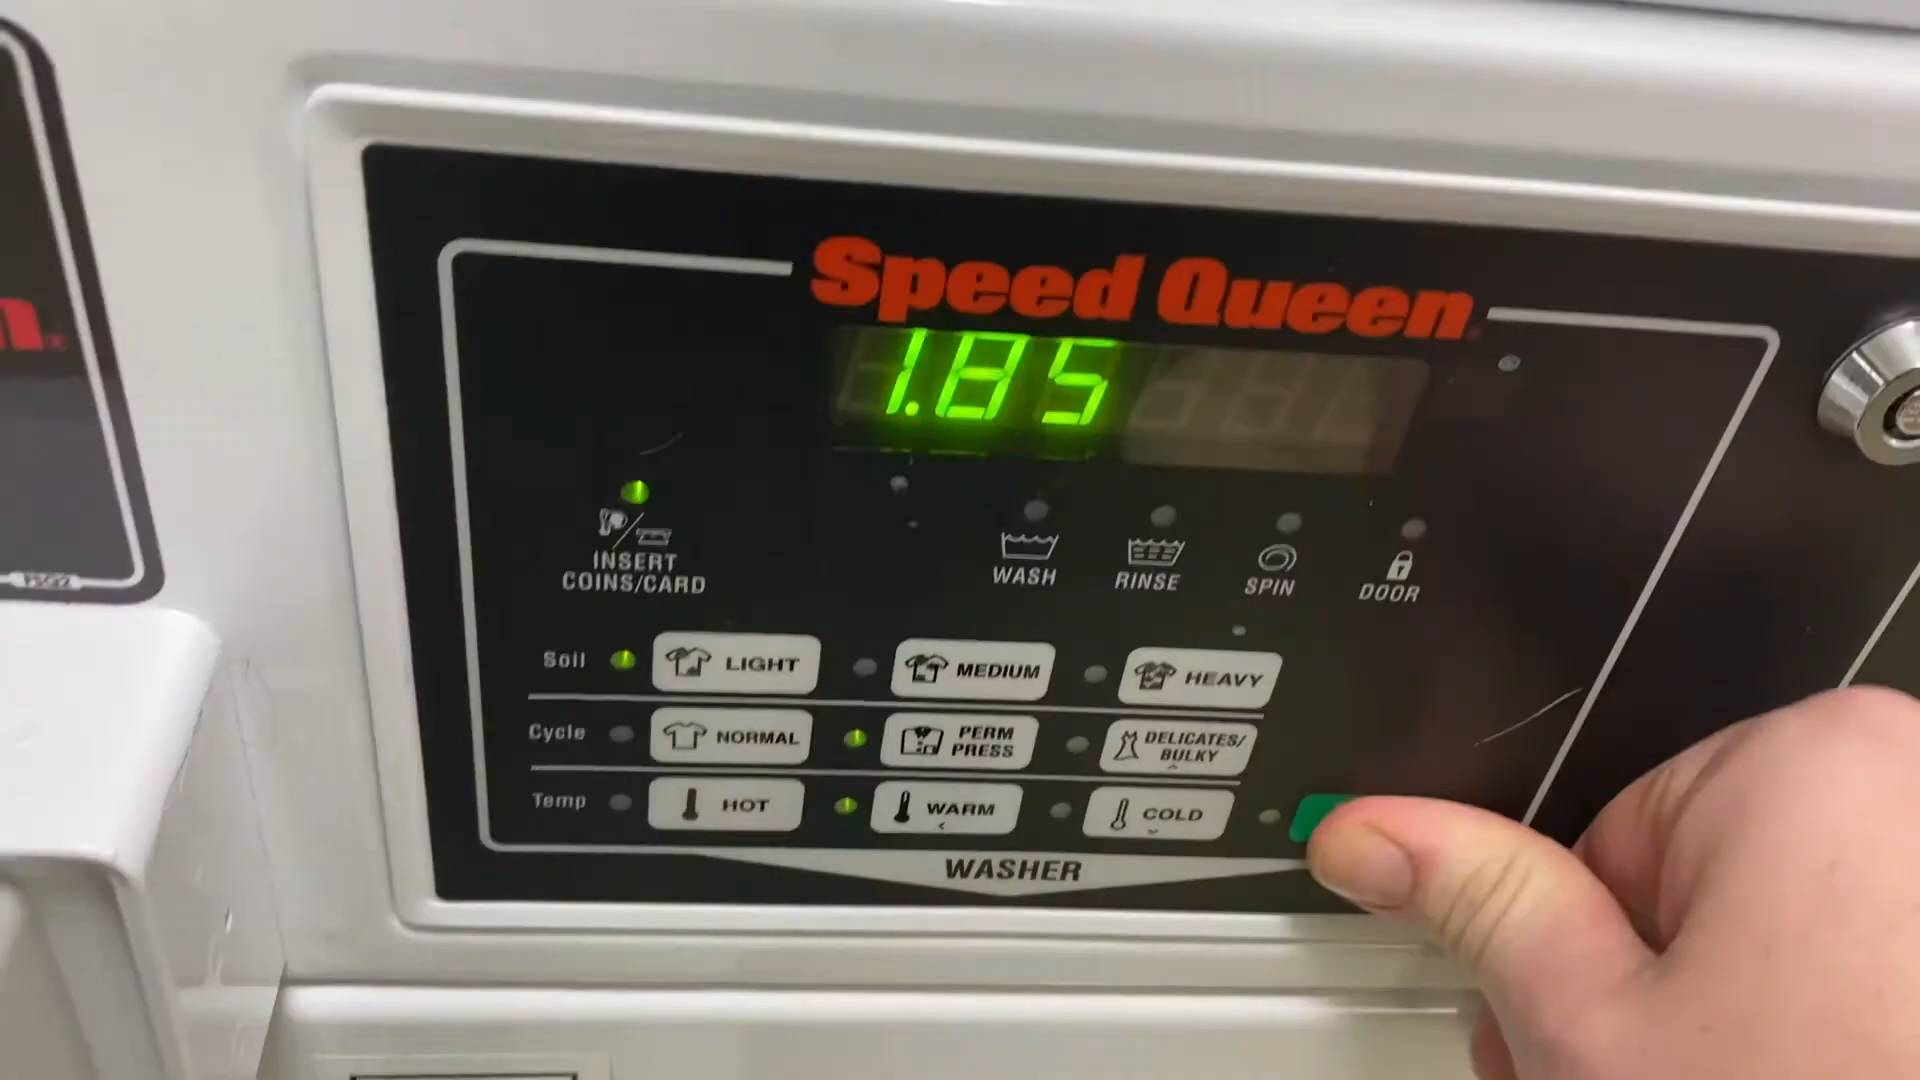 Speed Queen
1.85
INSERT
COINS/CARD
WASH
RINSE
SPIN
DOOR
Soil
LIGHT
MEDIUM
HEAVY
Cycle
NORMAL
PERM
PRESS
DELICATES/
BULKY
Temp
HOT
WARM
COLD
WASHER